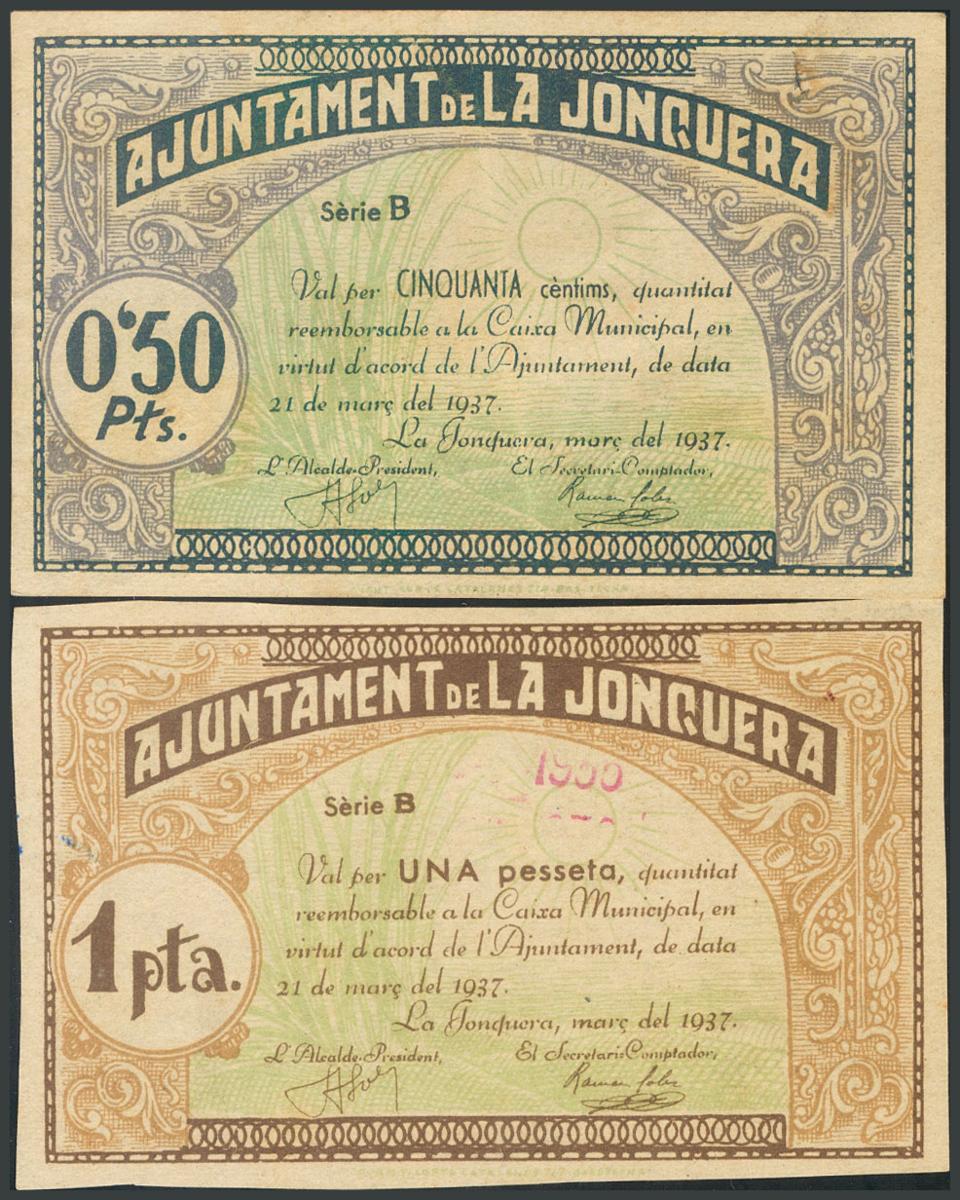 AJUNTAMENT DE LA JONQUERA
Sèrie B
Val per CINQUANTA cèntims, quantitat
reemborsable a la Caixa Municipal, en
virtut d'acord de l'Ajuntament, de data
21 de març del 1937.
La Jonquera, març del 1937.
L'Alcalde-President, El Secretari-Comptador,
0'50
Pts.
AJUNTAMENT DE LA JONQUERA
1955
Sèrie B
Val per UNA pesseta, quantitat
reemborsable a la Caixa Municipal, en
virtut d'acord de l'Ajuntament, de data
21 de març del 1937.
La Jonquera, març del 1937.
L'Alcalde-President, El Secretari-Comptador,
1 pta.